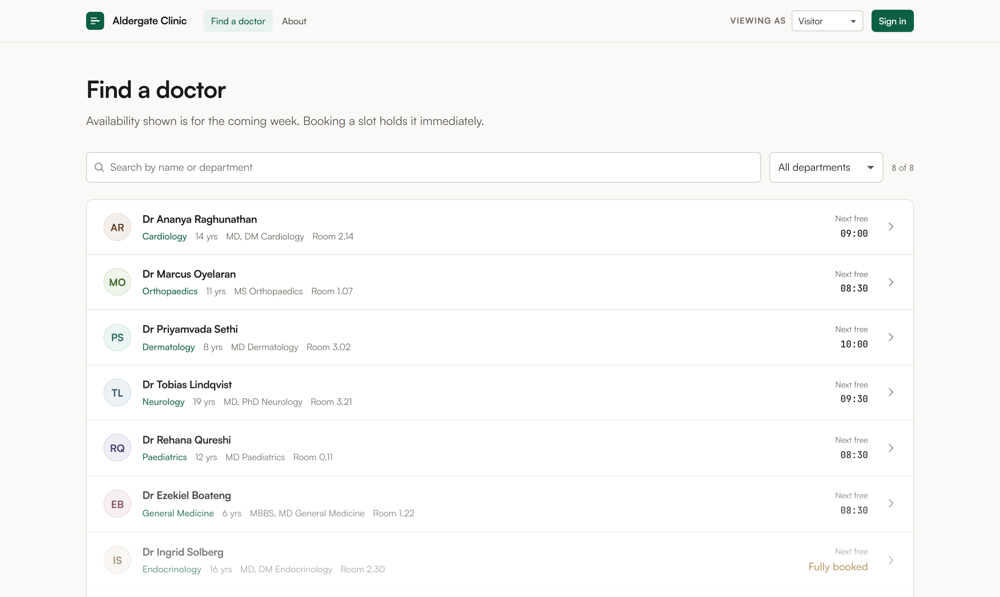 Aldergate Clinic Find a doctor About VIEWING AS Visitor Sign in
Find a doctor
Availability shown is for the coming week. Booking a slot holds it immediately.
Search by name or department All departments 8 of 8
AR Dr Ananya Raghunathan Next free
Cardiology 14 yrs MD, DM Cardiology Room 2.14 09:00
MO Dr Marcus Oyelaran Next free
Orthopaedics 11 yrs MS Orthopaedics Room 1.07 08:30
PS Dr Priyamvada Sethi Next free
Dermatology 8 yrs MD Dermatology Room 3.02 10:00
TL Dr Tobias Lindqvist Next free
Neurology 19 yrs MD, PhD Neurology Room 3.21 09:30
RQ Dr Rehana Qureshi Next free
Paediatrics 12 yrs MD Paediatrics Room 0.11 08:30
EB Dr Ezekiel Boateng Next free
General Medicine 6 yrs MBBS, MD General Medicine Room 1.22 08:30
IS Dr Ingrid Solberg Next free
Endocrinology 16 yrs MD, DM Endocrinology Room 2.30 Fully booked